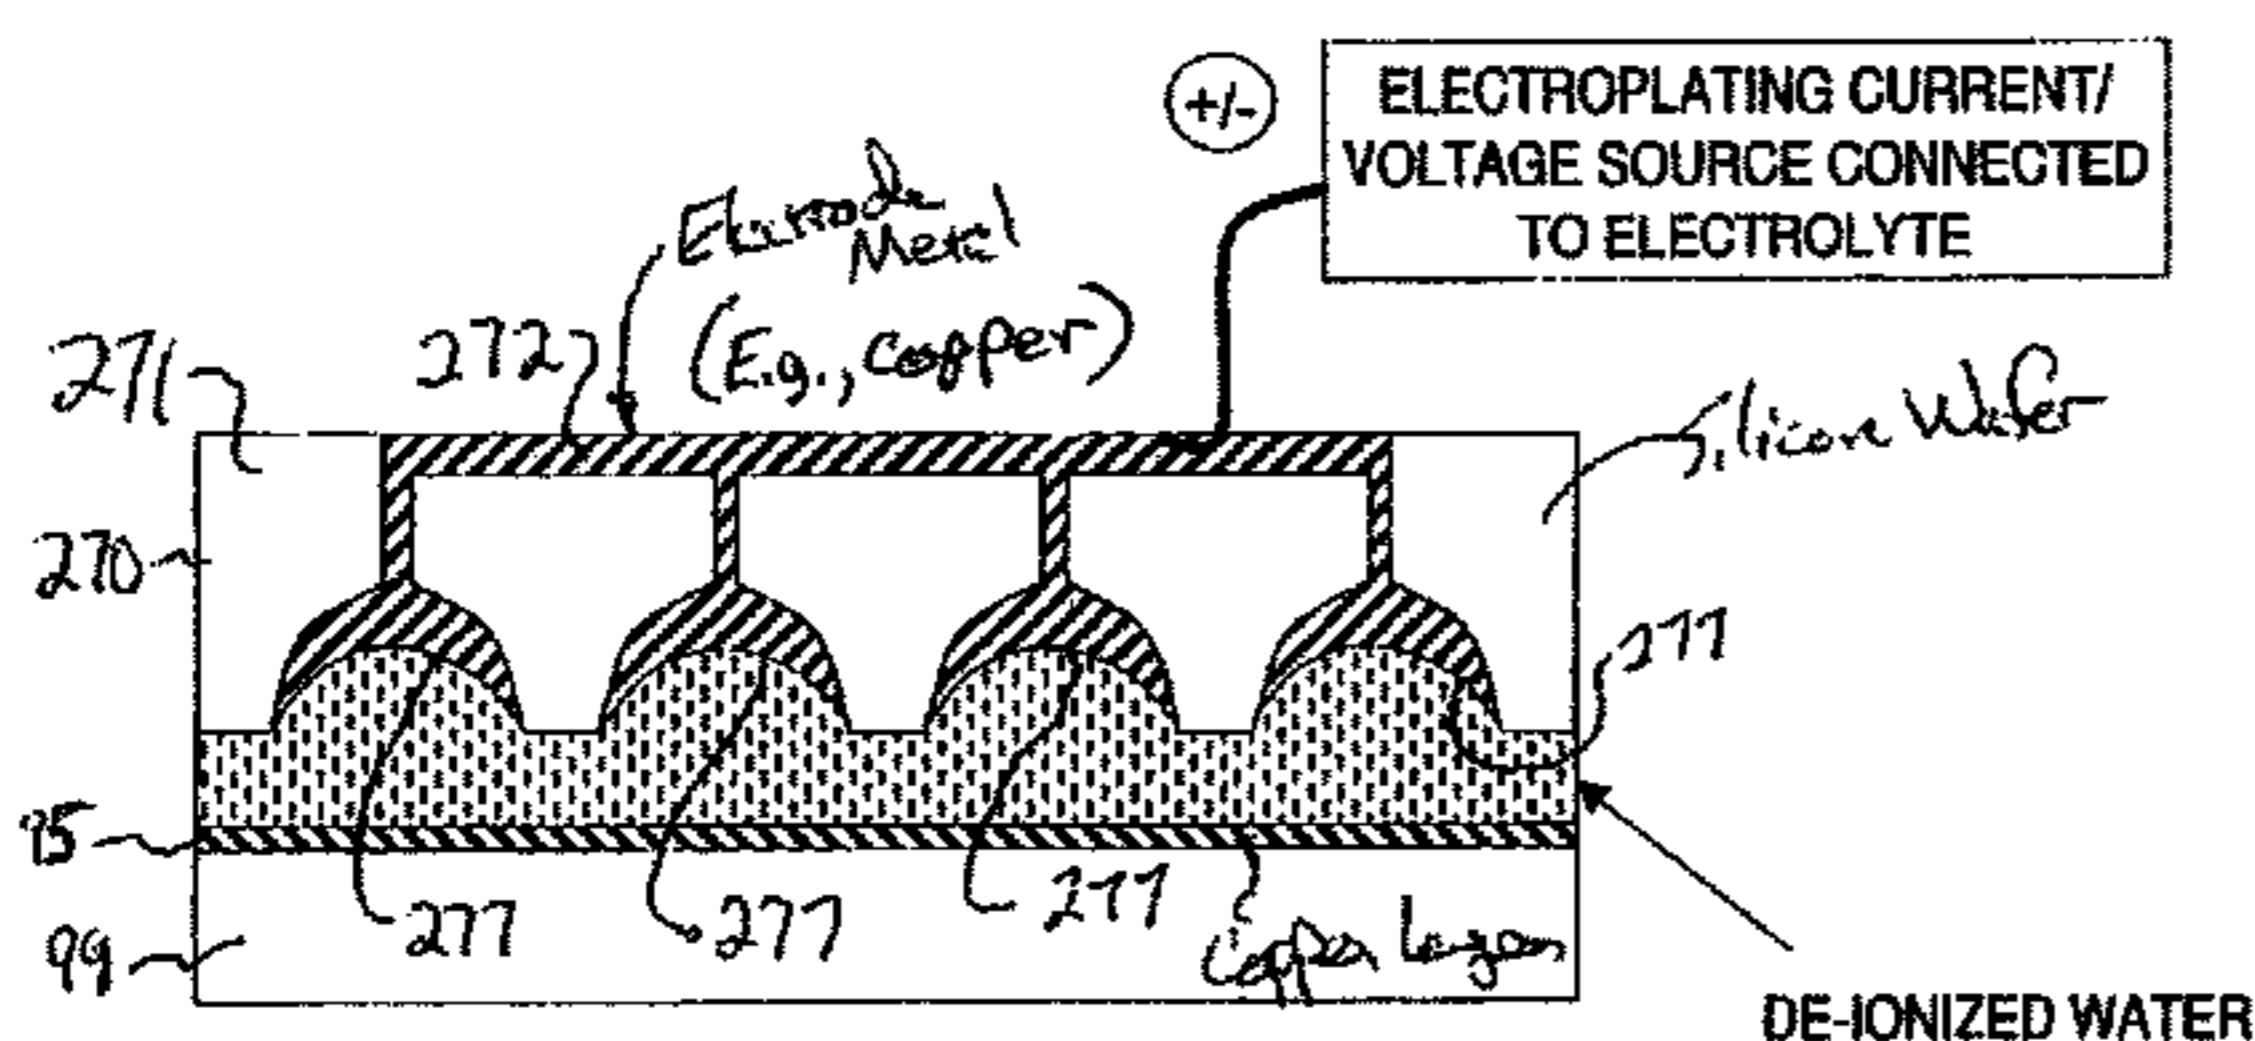 +/-
ELECTROPLATING CURRENT/
VOLTAGE SOURCE CONNECTED
TO ELECTROLYTE
Electrode
Metal
(E.g., copper)
271
272
Silicon Wafer
270
277
95
99
277
277
277
Copper layer
DE-IONIZED WATER